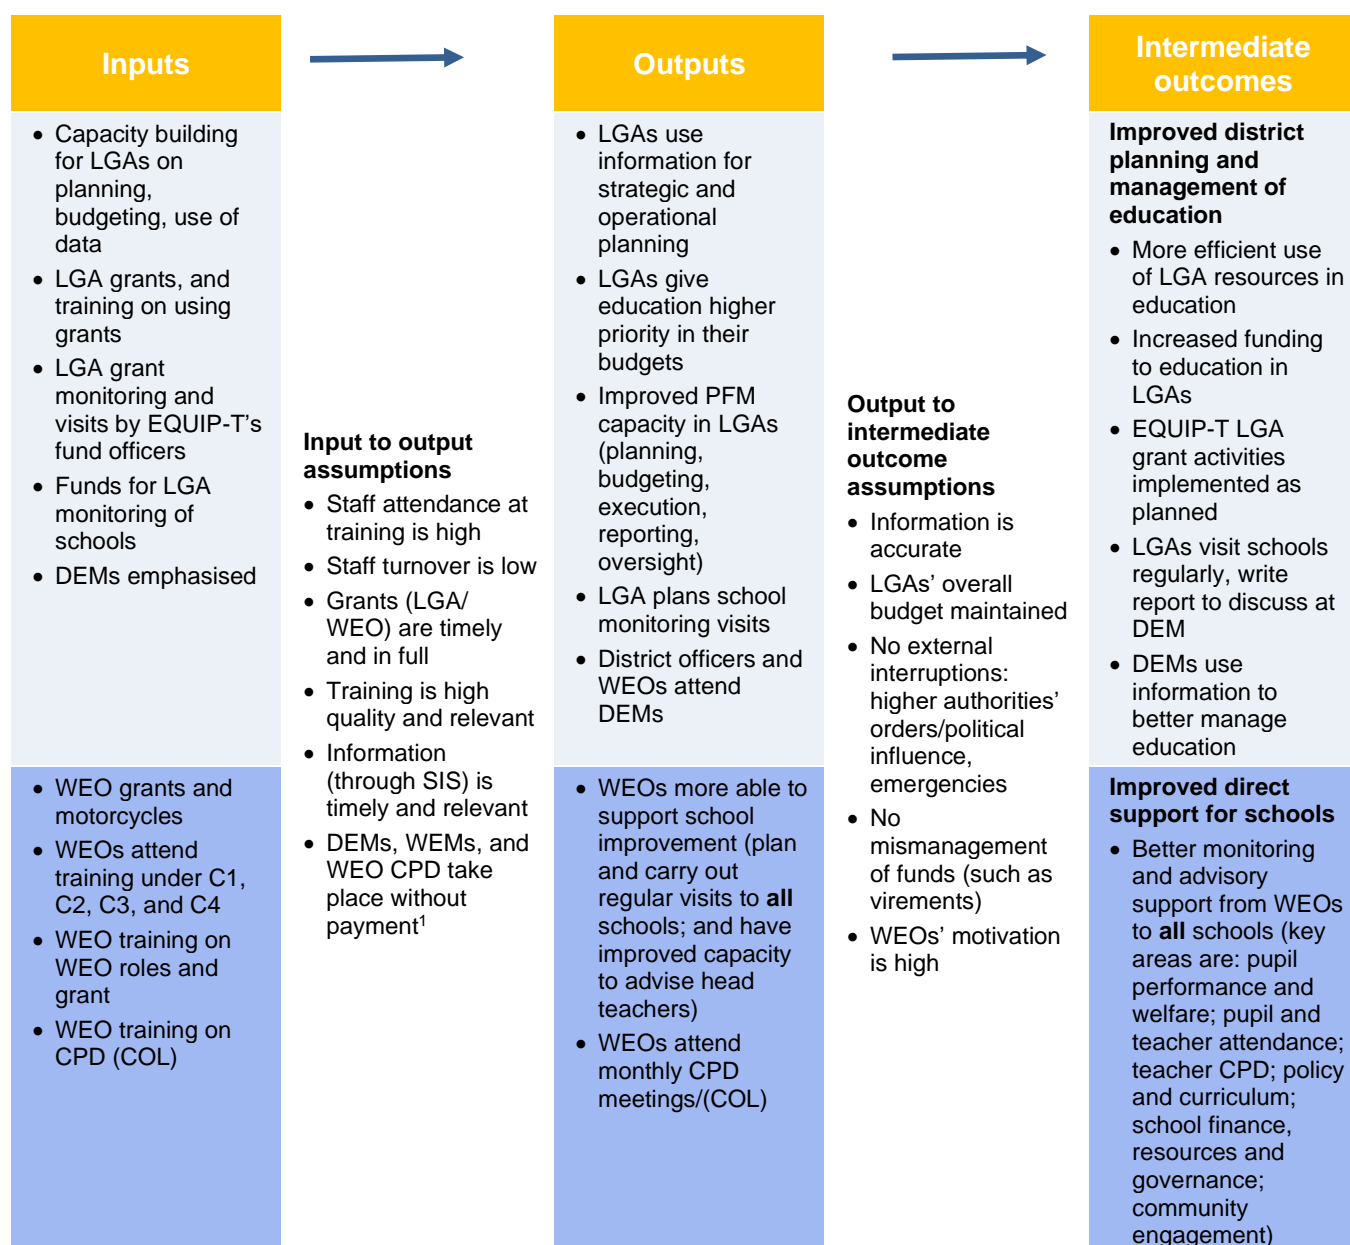 Inputs
Outputs
Intermediate
outcomes
• Capacity building
for LGAs on
planning,
budgeting, use of
data
• LGA grants, and
training on using
grants
• LGA grant
monitoring and
visits by EQUIP-T's
fund officers
• Funds for LGA
monitoring of
schools
• DEMs emphasised
• WEO grants and
motorcycles
• WEOs attend
training under C1,
C2, C3, and C4
• WEO training on
WEO roles and
grant
• WEO training on
CPD (COL)
Input to output
assumptions
• Staff attendance at
training is high
• Staff turnover is low
• Grants (LGA/
WEO) are timely
and in full
• Training is high
quality and relevant
• Information
(through SIS) is
timely and relevant
• DEMs, WEMs, and
WEO CPD take
place without
payment¹
• LGAs use
information for
strategic and
operational
planning
• LGAs give
education higher
priority in their
budgets
• Improved PFM
capacity in LGAs
(planning,
budgeting,
execution,
reporting,
oversight)
• LGA plans school
monitoring visits
• District officers and
WEOs attend
DEMs
• WEOs more able to
support school
improvement (plan
and carry out
regular visits to all
schools; and have
improved capacity
to advise head
teachers)
• WEOs attend
monthly CPD
meetings/(COL)
Output to
intermediate
outcome
assumptions
• Information is
accurate
• LGAs' overall
budget maintained
• No external
interruptions:
higher authorities'
orders/political
influence,
emergencies
• No
mismanagement
of funds (such as
virements)
• WEOs' motivation
is high
Improved district
planning and
management of
education
• More efficient use
of LGA resources in
education
• Increased funding
to education in
LGAs
• EQUIP-T LGA
grant activities
implemented as
planned
• LGAs visit schools
regularly, write
report to discuss at
DEM
• DEMs use
information to
better manage
education
Improved direct
support for schools
• Better monitoring
and advisory
support from WEOs
to all schools (key
areas are: pupil
performance and
welfare; pupil and
teacher attendance;
teacher CPD; policy
and curriculum;
school finance,
resources and
governance;
community
engagement)